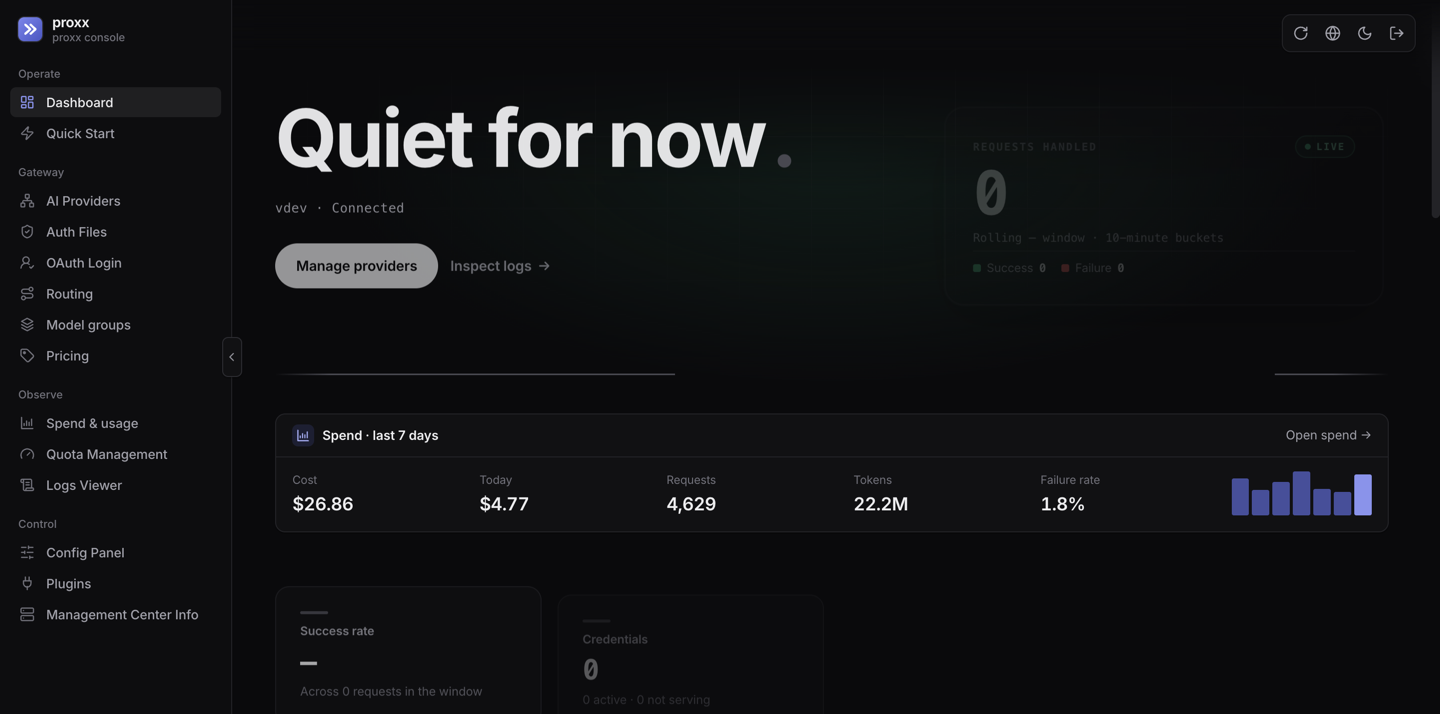 proxx
proxx console
Operate
Dashboard
Quick Start
Gateway
AI Providers
Auth Files
OAuth Login
Routing
Model groups
Pricing
Observe
Spend & usage
Quota Management
Logs Viewer
Control
Config Panel
Plugins
Management Center Info
Quiet for now.
vdev · Connected
Manage providers
Inspect logs →
REQUESTS HANDLED
LIVE
0
Rolling — window · 10-minute buckets
Success 0 Failure 0
Spend · last 7 days
Open spend →
Cost
$26.86
Today
$4.77
Requests
4,629
Tokens
22.2M
Failure rate
1.8%
Success rate
—
Across 0 requests in the window
Credentials
0
0 active · 0 not serving